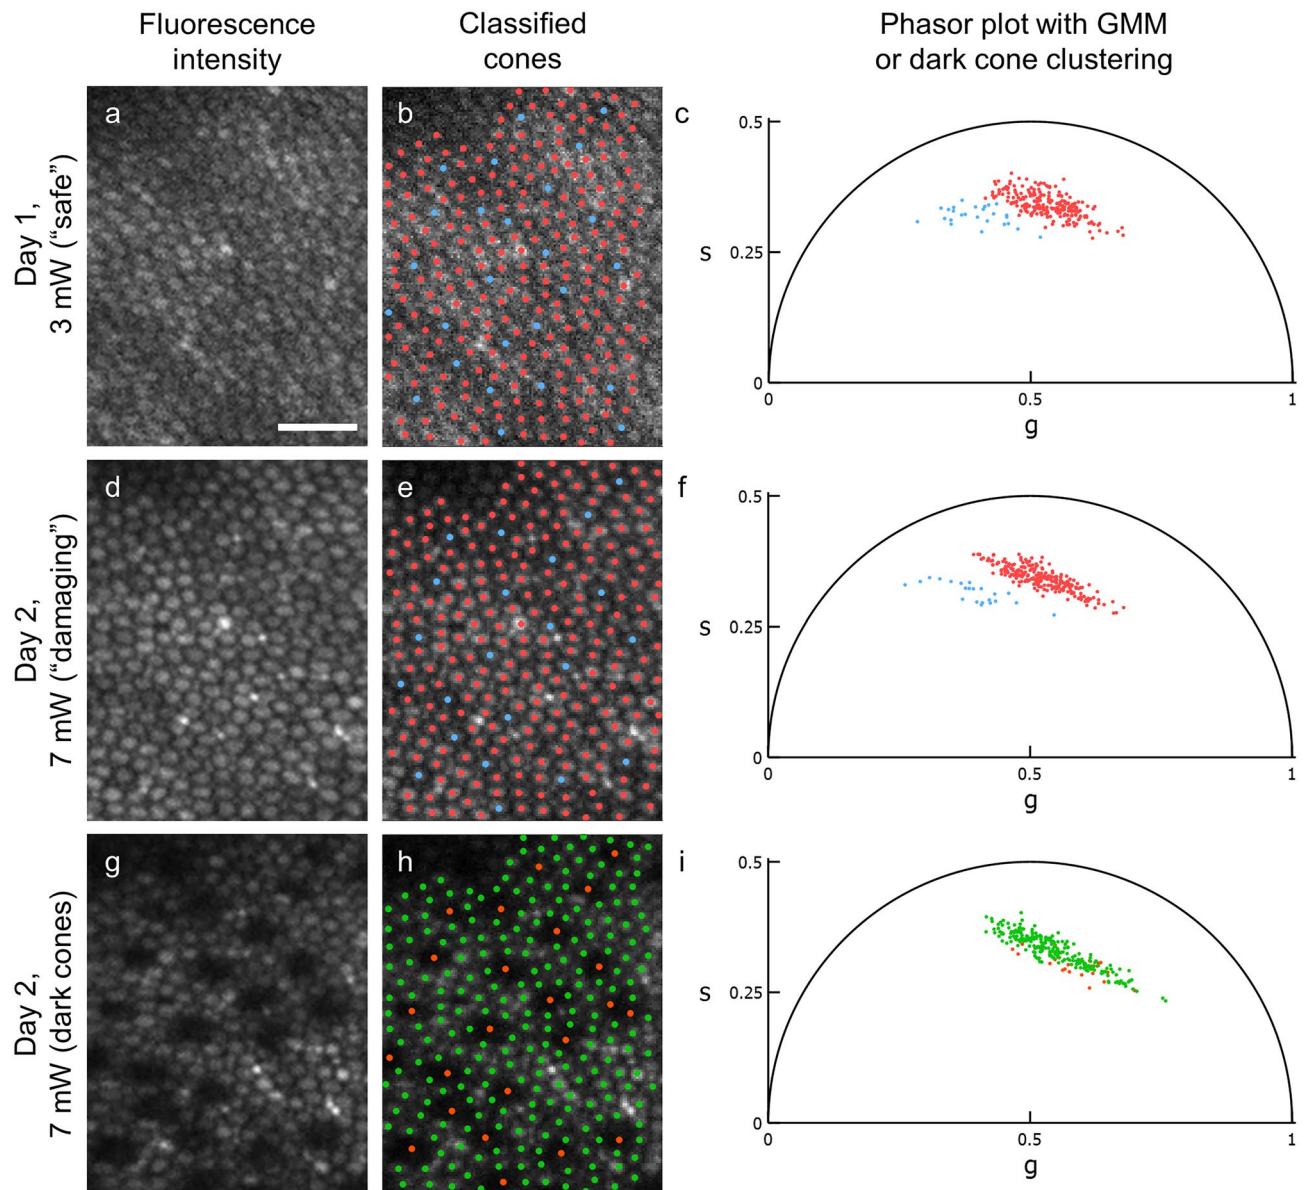 Fluorescence
intensity
Classified
cones
Phasor plot with GMM
or dark cone clustering
Day 1,
3 mW (“safe”)
a
b
c
0.5
s
0.25
0
0
0.5
1
g
Day 2,
7 mW (“damaging”)
d
e
f
0.5
s
0.25
0
0
0.5
1
g
Day 2,
7 mW (dark cones)
g
h
i
0.5
s
0.25
0
0
0.5
1
g